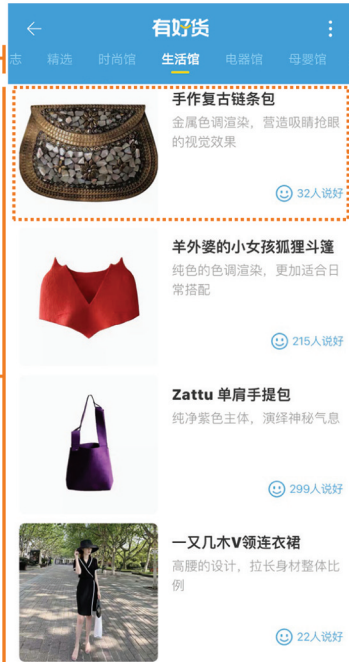 有好货
志 精选 时尚馆 生活馆 电器馆 母婴馆
手作复古链条包
金属色调渲染，营造吸睛抢眼
的视觉效果
32人说好
羊外婆的小女孩狐狸斗篷
纯色的色调渲染，更加适合日
常搭配
215人说好
Zattu 单肩手提包
纯净紫色主体，演绎神秘气息
299人说好
一又几木V领连衣裙
高腰的设计，拉长身材整体比
例
22人说好